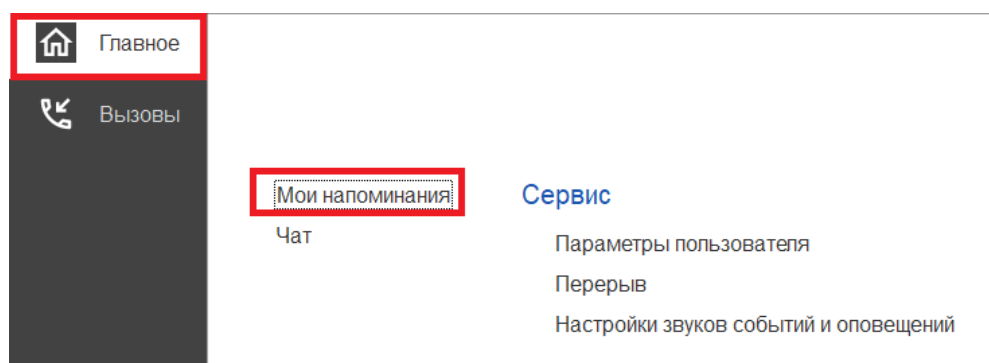 Главное
Вызовы
Мои напоминания
Чат
Сервис
Параметры пользователя
Перерыв
Настройки звуков событий и оповещений